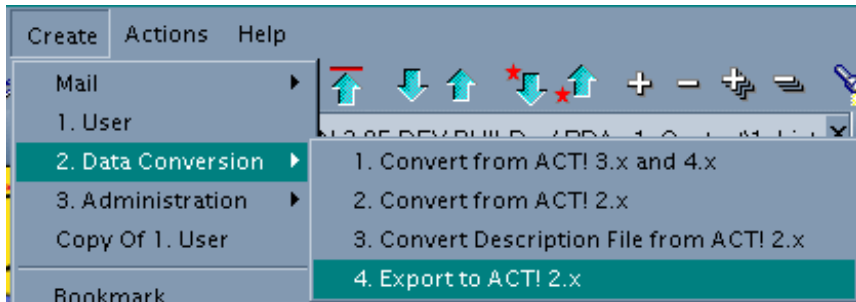 Create Actions Help
Mail
1. User
2. Data Conversion
1. Convert from ACT! 3.x and 4.x
3. Administration
2. Convert from ACT! 2.x
Copy Of 1. User
3. Convert Description File from ACT! 2.x
4. Export to ACT! 2.x
Bookmark